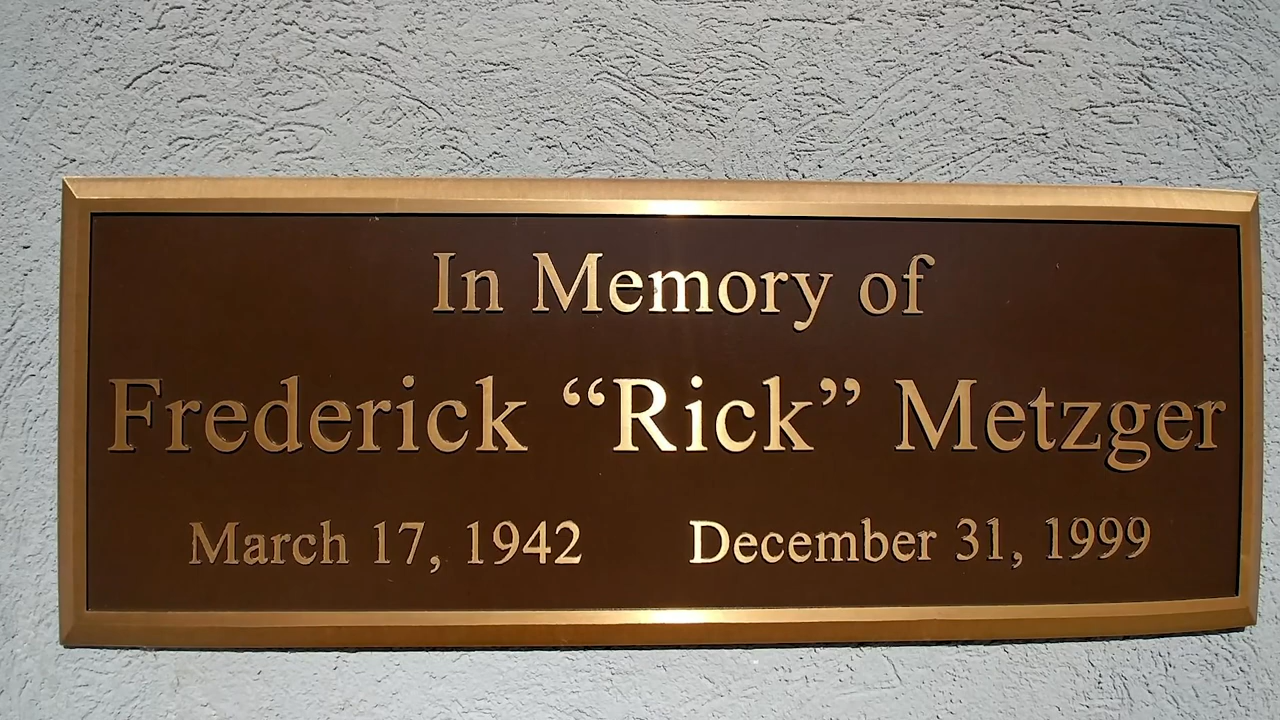 In Memory of
Frederick “Rick” Metzger
March 17, 1942 December 31, 1999